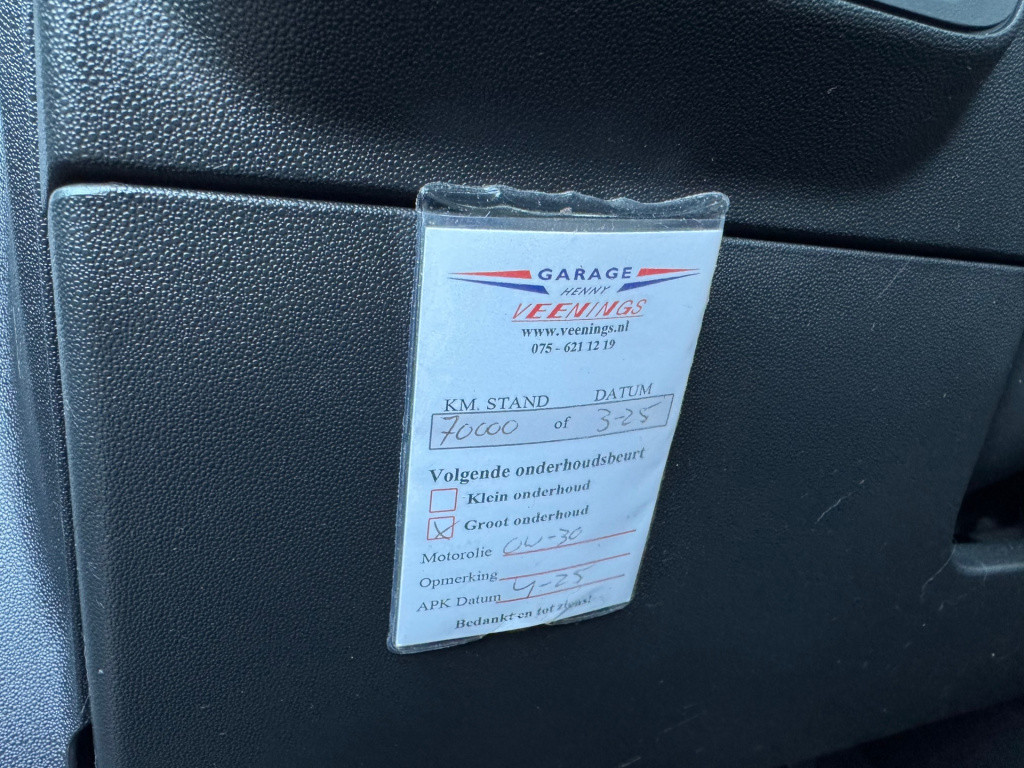 GARAGE
HENNY
VEENINGS
www.veenings.nl
075 - 621 12 19
KM. STAND DATUM
70000 of 3-25
Volgende onderhoudsbeurt
Klein onderhoud
Groot onderhoud
Motorolie 0W-30
Opmerking
APK Datum 4-25
Bedankt en tot ziens!